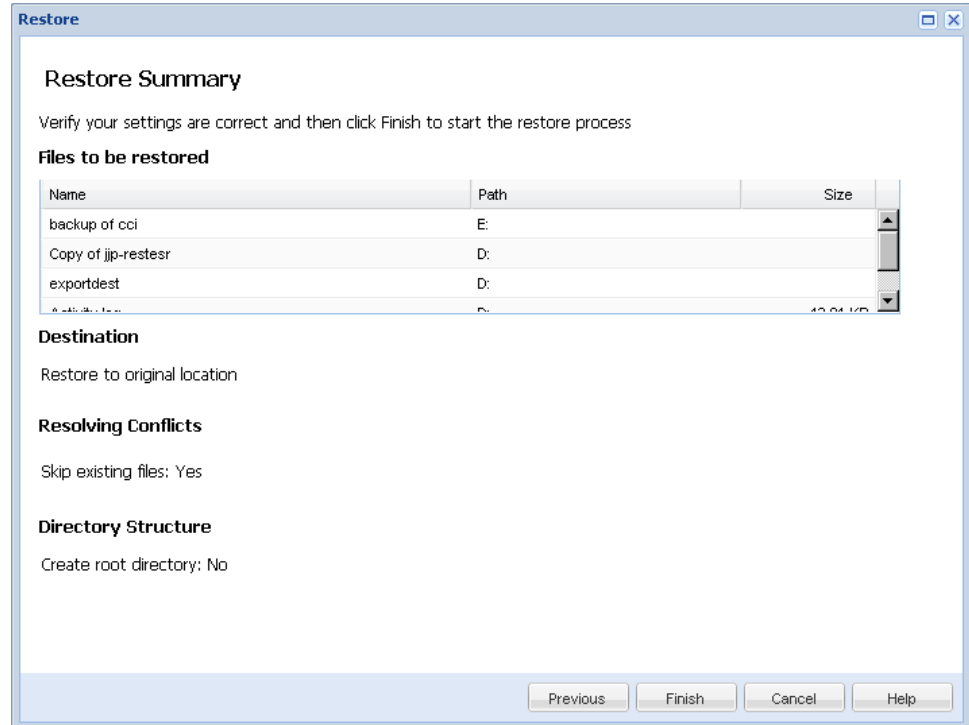 Restore
Restore Summary
Verify your settings are correct and then click Finish to start the restore process
Files to be restored
Name Path Size
backup of cci E:
Copy of jjp-restesr D:
exportdest D:
Destination
Restore to original location
Resolving Conflicts
Skip existing files: Yes
Directory Structure
Create root directory: No
Previous Finish Cancel Help